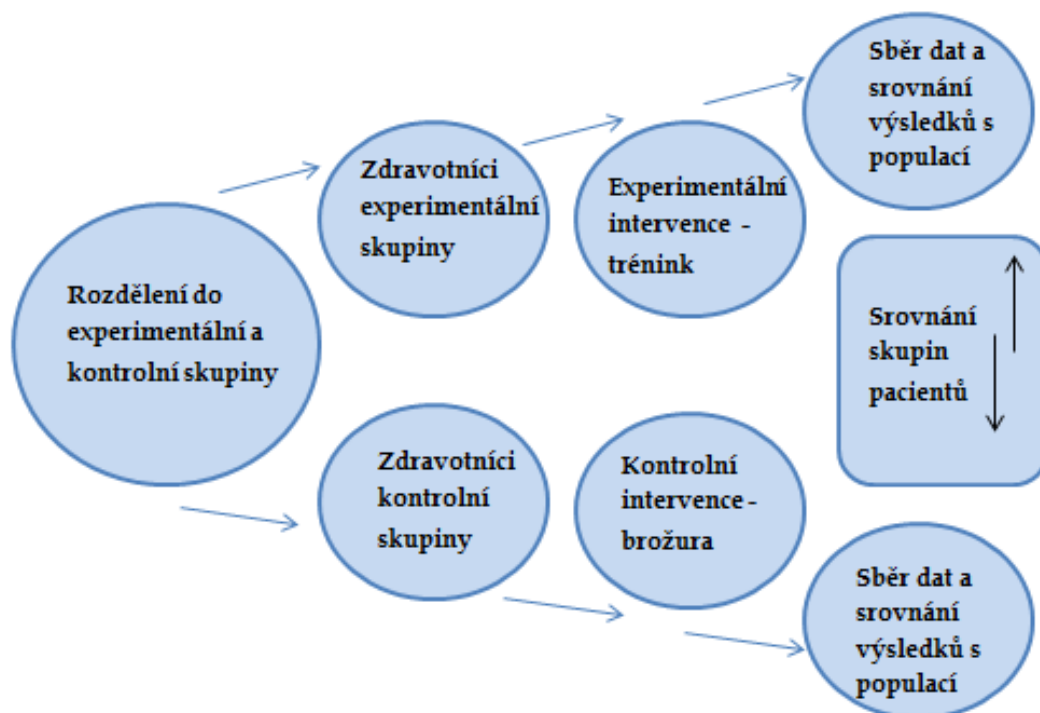 Rozdělení do
experimentální a
kontrolní skupiny
Zdravotníci
experimentální
skupiny
Experimentální
intervence -
trénink
Sběr dat a
srovnání
výsledků s
populací
Srovnání
skupin
pacientů
Zdravotníci
kontrolní
skupiny
Kontrolní
intervence -
brožura
Sběr dat a
srovnání
výsledků s
populací